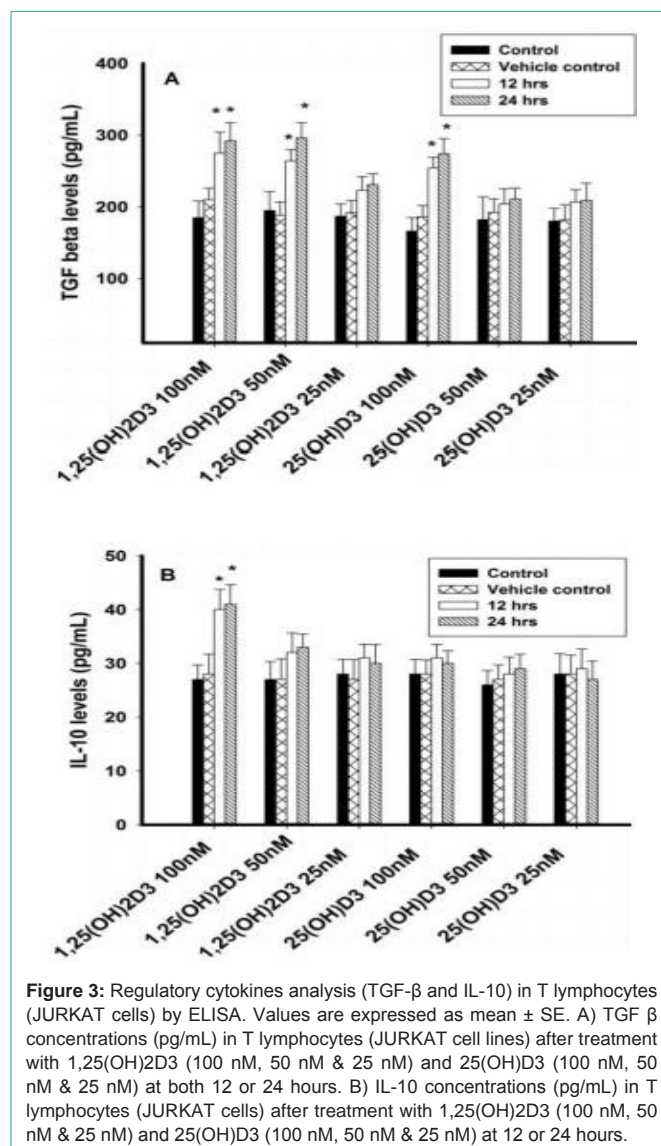 A
Control
Vehicle control
12 hrs
24 hrs
400
300
200
100
TGF beta levels (pg/mL)
* * * * * *
1,25(OH)2D3 100nM
1,25(OH)2D3 50nM
1,25(OH)2D3 25nM
25(OH)D3 100nM
25(OH)D3 50nM
25(OH)D3 25nM
B
Control
Vehicle control
12 hrs
24 hrs
50
40
30
20
10
0
IL-10 levels (pg/mL)
* *
1,25(OH)2D3 100nM
1,25(OH)2D3 50nM
1,25(OH)2D3 25nM
25(OH)D3 100nM
25(OH)D3 50nM
25(OH)D3 25nM
Figure 3: Regulatory cytokines analysis (TGF-β and IL-10) in T lymphocytes
(JURKAT cells) by ELISA. Values are expressed as mean ± SE. A) TGF β
concentrations (pg/mL) in T lymphocytes (JURKAT cell lines) after treatment
with 1,25(OH)2D3 (100 nM, 50 nM & 25 nM) and 25(OH)D3 (100 nM, 50
nM & 25 nM) at both 12 or 24 hours. B) IL-10 concentrations (pg/mL) in T
lymphocytes (JURKAT cells) after treatment with 1,25(OH)2D3 (100 nM, 50
nM & 25 nM) and 25(OH)D3 (100 nM, 50 nM & 25 nM) at 12 or 24 hours.